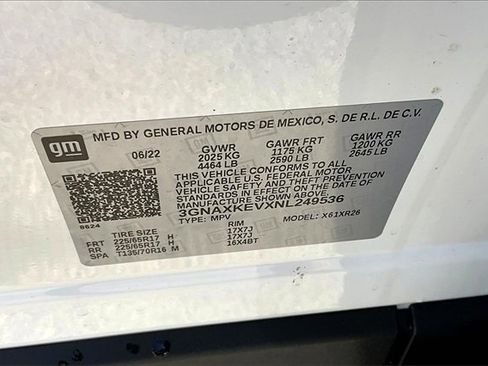 gm MFD BY GENERAL MOTORS DE MEXICO, S. DE R.L. DE C.V.
06/22 GVWR GAWR FRT GAWR RR
2025 KG 1175 KG 1200 KG
4464 LB 2590 LB 2645 LB
THIS VEHICLE CONFORMS TO ALL
APPLICABLE U.S. FEDERAL MOTOR
VEHICLE SAFETY AND THEFT PREVENTION
STANDARDS IN EFFECT ON THE DATE OF
MANUFACTURE SHOWN ABOVE.
3GNAXKEVXNL249536
TYPE: MPV MODEL: X61XR26
8624
TIRE SIZE RIM
FRT 225/65R17 H 17X7J
RR 225/65R17 H 17X7J
SPA T135/70R16 M 16X4BT